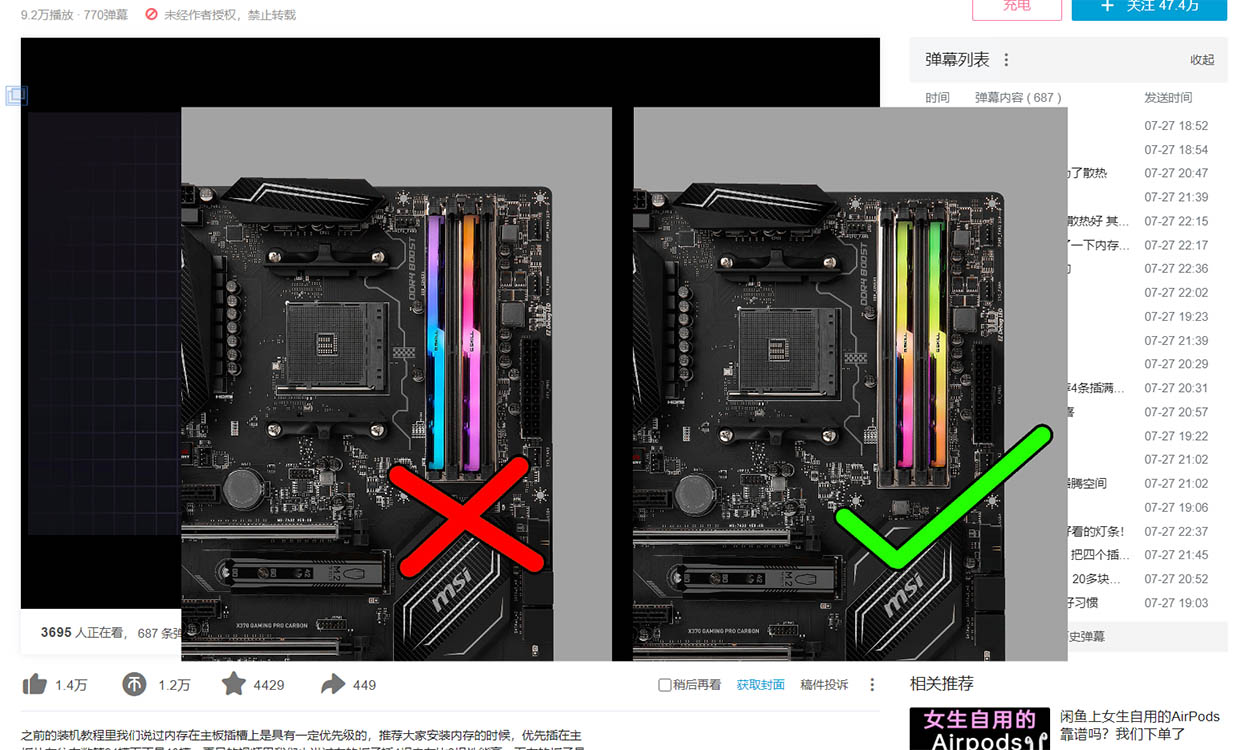 9.2万播放 · 770弹幕
未经作者授权，禁止转载
充电
+ 关注 47.4万
弹幕列表
收起
时间
弹幕内容 ( 687 )
发送时间
07-27 18:52
07-27 18:54
了散热
07-27 20:47
07-27 21:39
散热好 其...
07-27 22:15
一下内存...
07-27 22:17
07-27 22:36
07-27 22:02
07-27 19:23
07-27 21:39
07-27 20:29
4条插满...
07-27 20:31
07-27 20:57
07-27 19:22
07-27 21:02
腾空间
07-27 21:02
07-27 19:06
看的灯条！
07-27 22:37
把四个插...
07-27 21:45
20多块...
07-27 20:52
习惯
07-27 19:03
史弹幕
DDR4 BOOST
DDR4 BOOST
EZ Debug LED
HDMI
M.2
M.2
msi
msi
X370 GAMING PRO CARBON
X370 GAMING PRO CARBON
3695 人正在看，
687 条弹
1.4万
1.2万
4429
449
稍后再看
获取封面
稿件投诉
相关推荐
女生自用的
Airpods
闲鱼上女生自用的AirPods
靠谱吗？我们下单了
之前的装机教程里我们说过内存在主板插槽上是具有一定优先级的，推荐大家安装内存的时候，优先插在主